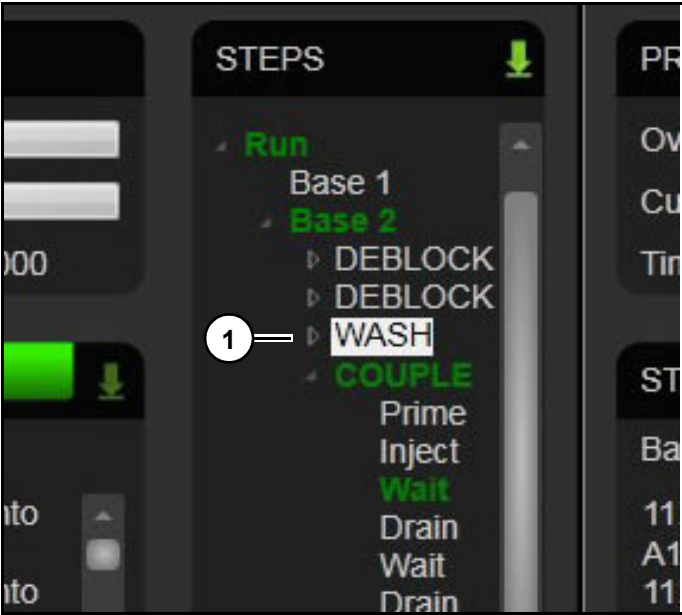 STEPS
PR
Run
Base 1
Base 2
DEBLOCK
DEBLOCK
WASH
COUPLE
Prime
Inject
Wait
Drain
Wait
Drain
1
000
nto
nto
Ov
Cu
Tim
ST
Ba
11
A1
11